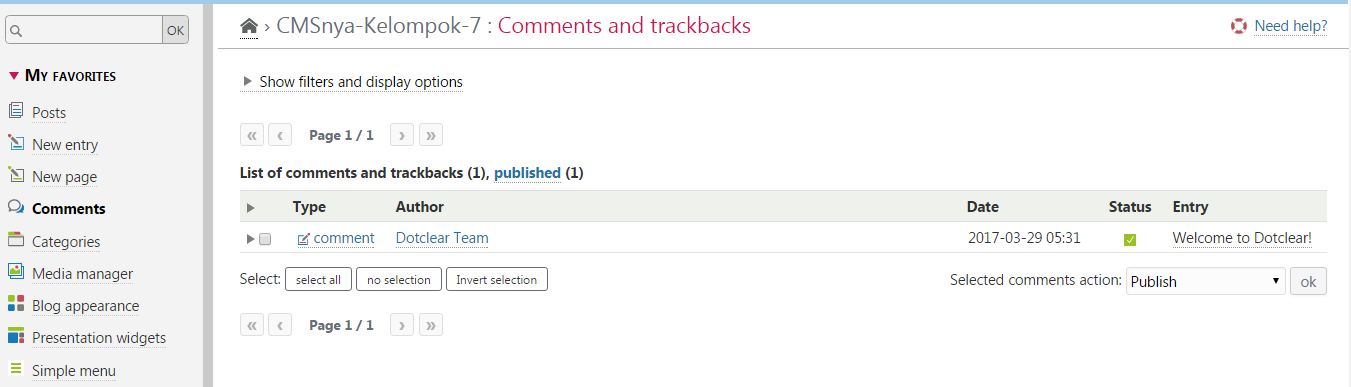 OK
› CMSnya-Kelompok-7 : Comments and trackbacks
Need help?
My favorites
Posts
New entry
New page
Comments
Categories
Media manager
Blog appearance
Presentation widgets
Simple menu
Show filters and display options
« ‹ Page 1 / 1 › »
List of comments and trackbacks (1), published (1)
Type Author Date Status Entry
comment Dotclear Team 2017-03-29 05:31 Welcome to Dotclear!
Select: select all no selection Invert selection Selected comments action: Publish ok
« ‹ Page 1 / 1 › »